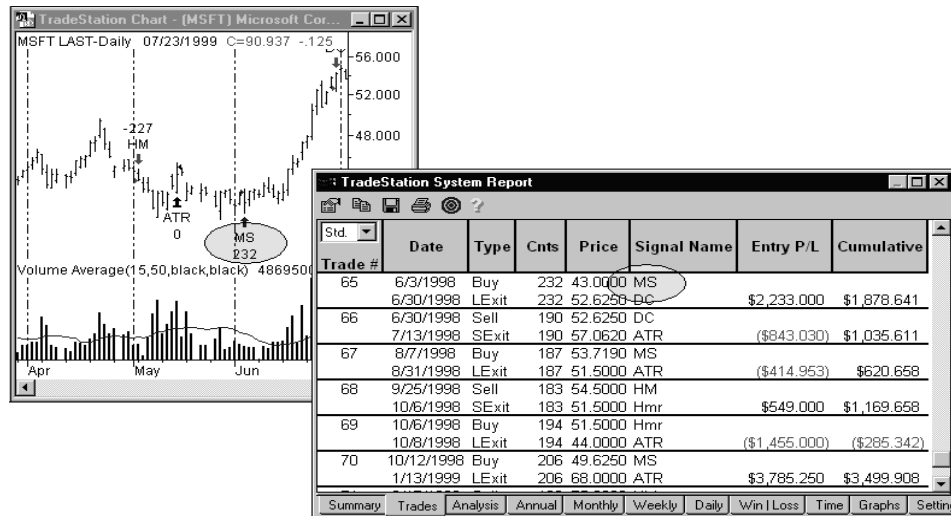 TradeStation Chart - (MSFT) Microsoft Cor...
MSFT LAST-Daily 07/23/1999 C=90.937 -.125
56.000
52.000
48.000
-227
HM
ATR
0
MS
232
Volume Average(15,50,black,black) 4869500
Apr May Jun
TradeStation System Report
Std.
Trade # Date Type Cnts Price Signal Name Entry P/L Cumulative
65 6/3/1998 Buy 232 43.0000 MS
6/30/1998 LExit 232 52.6250 DC $2,233.000 $1,878.641
66 6/30/1998 Sell 190 52.6250 DC
7/13/1998 SExit 190 57.0620 ATR ($843.030) $1,035.611
67 8/7/1998 Buy 187 53.7190 MS
8/31/1998 LExit 187 51.5000 ATR ($414.953) $620.658
68 9/25/1998 Sell 183 54.5000 HM
10/6/1998 SExit 183 51.5000 Hmr $549.000 $1,169.658
69 10/6/1998 Buy 194 51.5000 Hmr
10/8/1998 LExit 194 44.0000 ATR ($1,455.000) ($285.342)
70 10/12/1998 Buy 206 49.6250 MS
1/13/1999 LExit 206 68.0000 ATR $3,785.250 $3,499.908
Summary Trades Analysis Annual Monthly Weekly Daily Win | Loss Time Graphs Settin